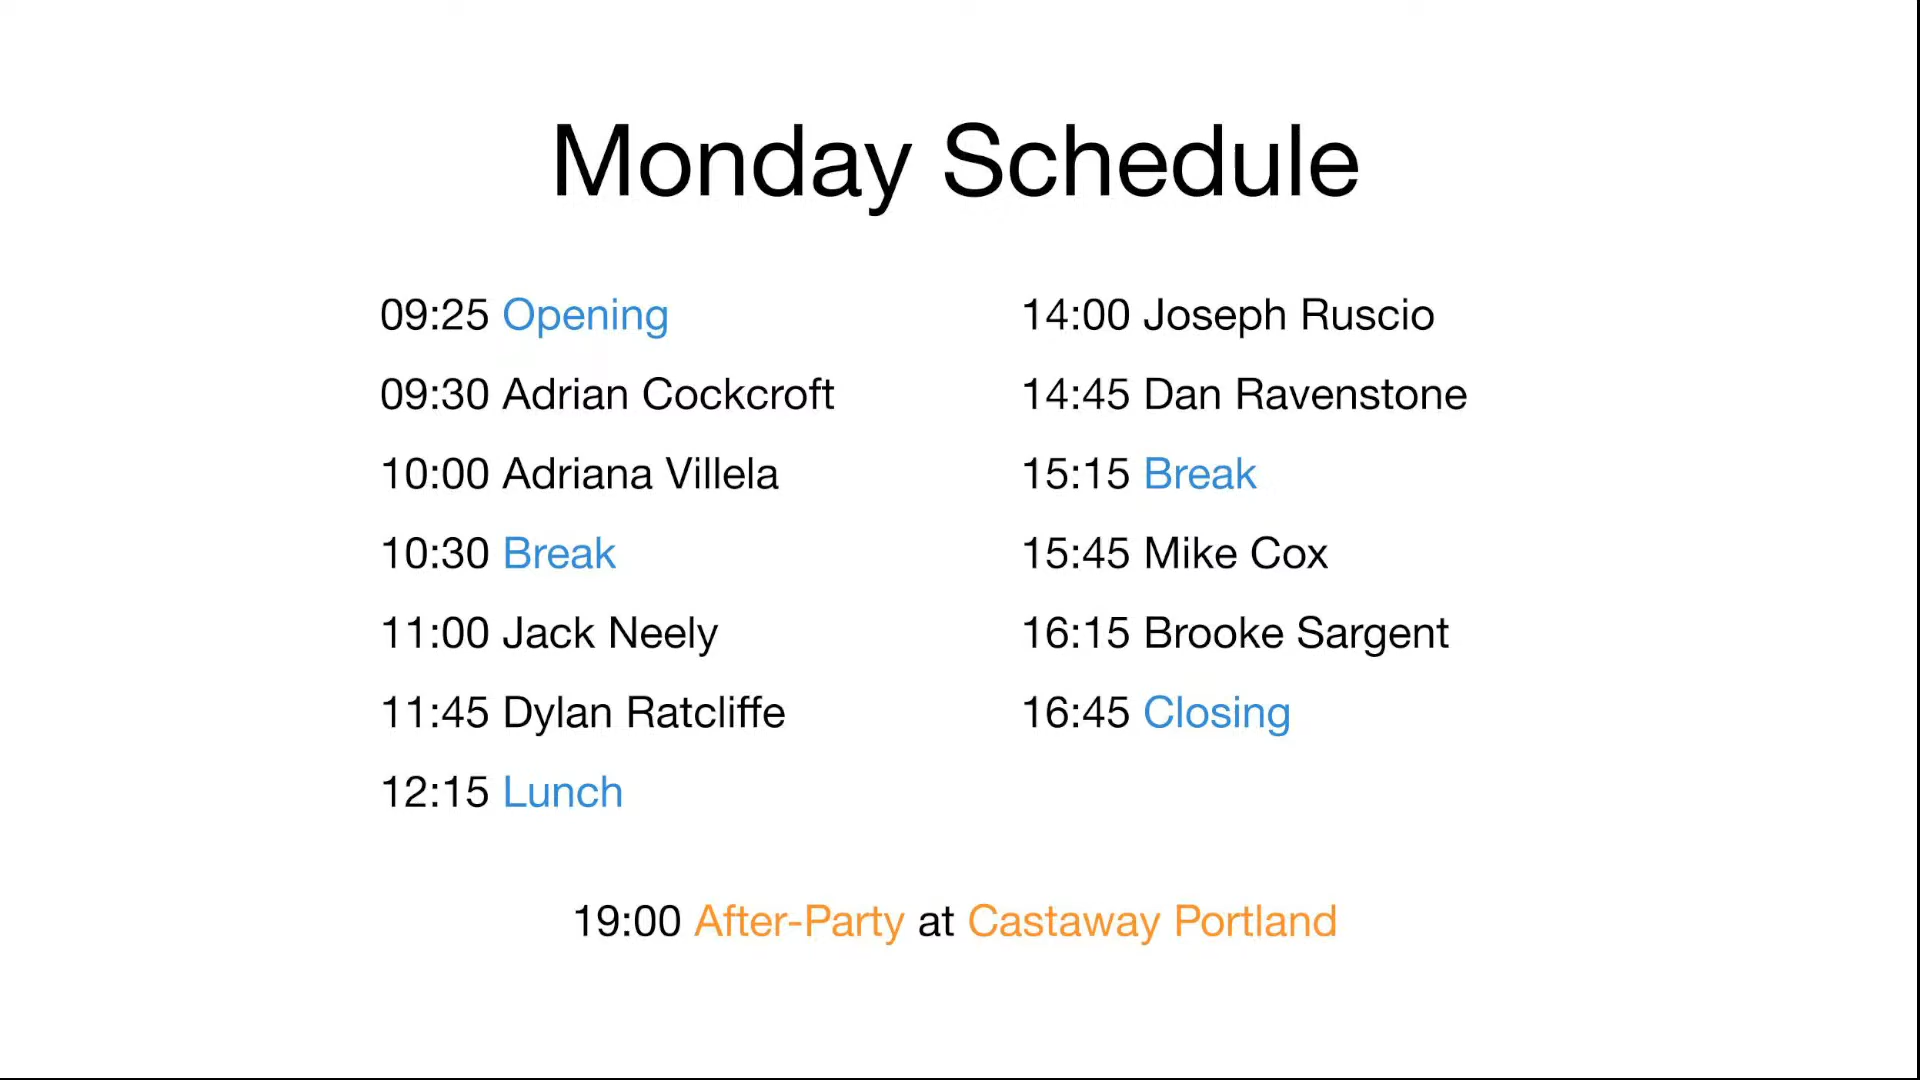 Monday Schedule
09:25 Opening
09:30 Adrian Cockcroft
10:00 Adriana Villela
10:30 Break
11:00 Jack Neely
11:45 Dylan Ratcliffe
12:15 Lunch
14:00 Joseph Ruscio
14:45 Dan Ravenstone
15:15 Break
15:45 Mike Cox
16:15 Brooke Sargent
16:45 Closing
19:00 After-Party at Castaway Portland